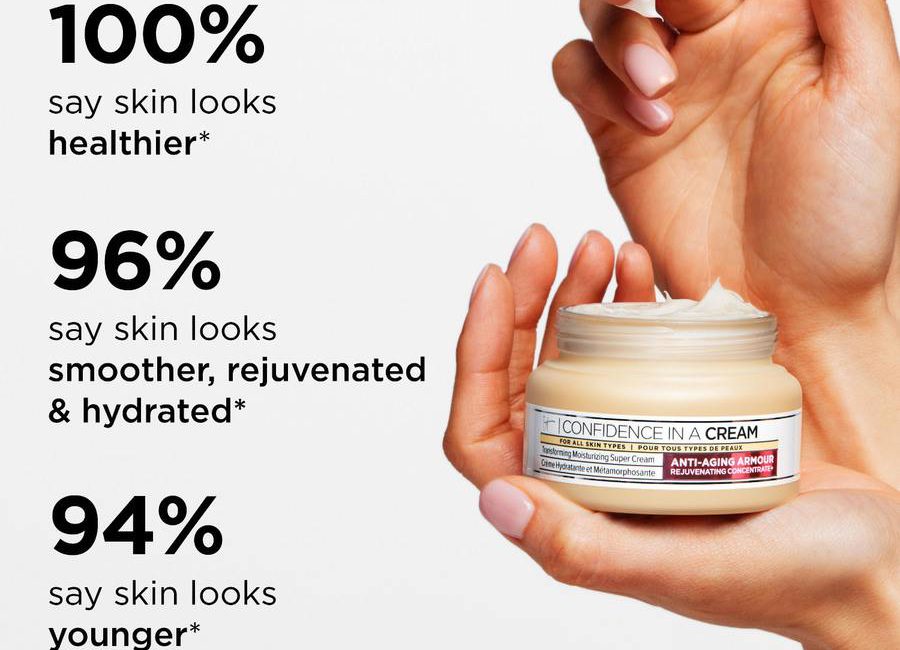 100%
say skin looks
healthier*
96%
say skin looks
smoother, rejuvenated
& hydrated*
94%
say skin looks
younger*
iT | CONFIDENCE IN A CREAM
FOR ALL SKIN TYPES | POUR TOUS TYPES DE PEAUX
Transforming Moisturizing Super Cream
Crème Hydratante et Métamorphosante
ANTI-AGING ARMOUR
REJUVENATING CONCENTRATE+